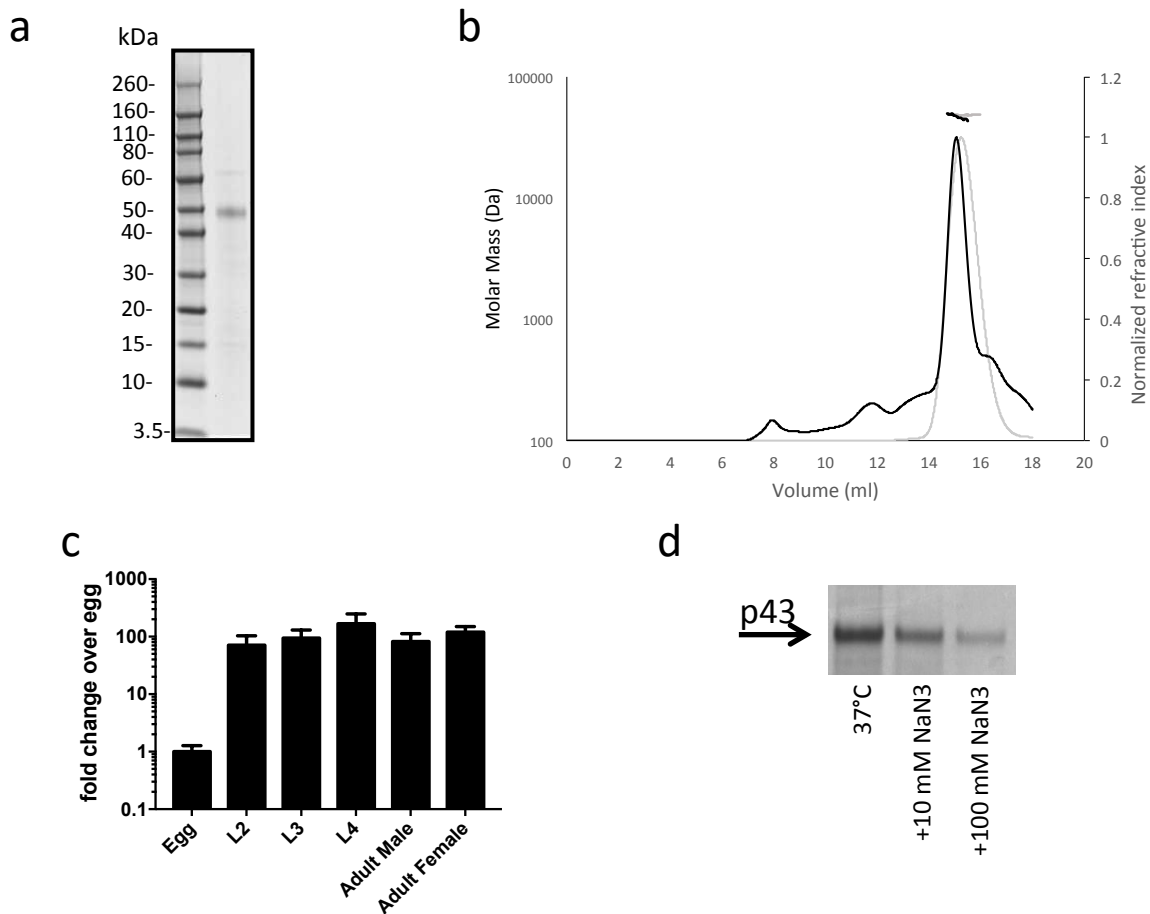 a
kDa
260-
160-
110-
80-
60-
50-
40-
30-
20-
15-
10-
3.5-
b
Molar Mass (Da)
100000
10000
1000
100
0 2 4 6 8 10 12 14 16 18 20
Volume (ml)
1.2
1
0.8
0.6
0.4
0.2
0
Normalized refractive index
c
fold change over egg
1000
100
10
1
0.1
Egg
L2
L3
L4
Adult Male
Adult Female
d
p43
37°C
+10 mM NaN3
+100 mM NaN3